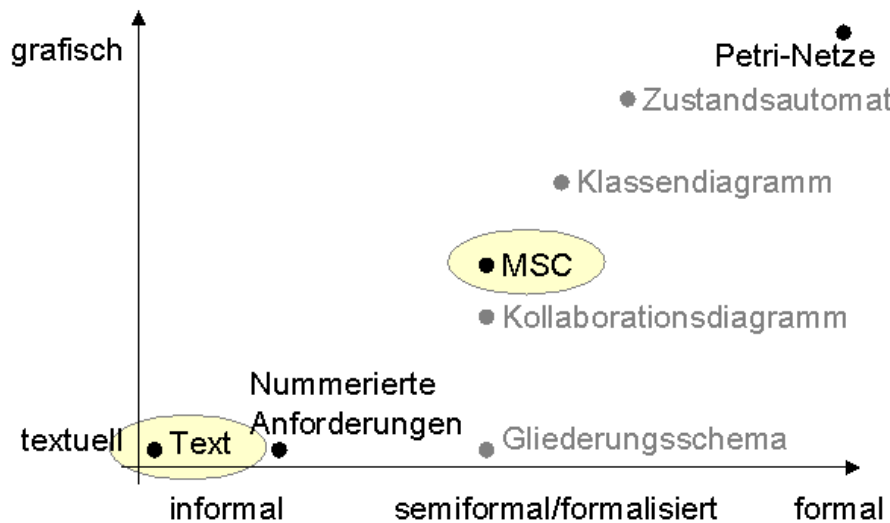 grafisch
Petri-Netze
Zustandsautomat
Klassendiagramm
MSC
Kollaborationsdiagramm
Nummerierte
Anforderungen
textuell
Text
Gliederungsschema
informal
semiformal/formalisiert
formal